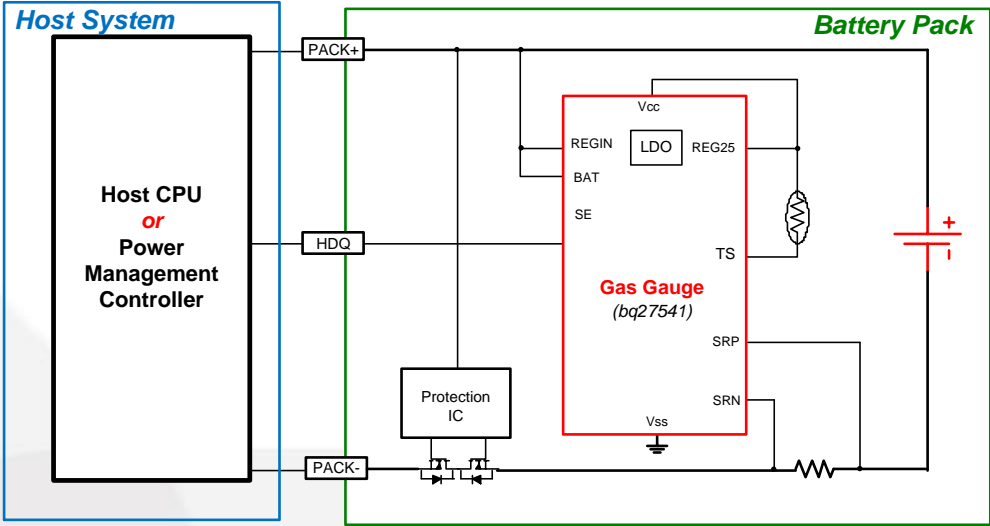 Host System
Battery Pack
PACK+
Vcc
REGIN
LDO
REG25
BAT
SE
Host CPU
or
Power
Management
Controller
HDQ
TS
Gas Gauge
(bq27541)
SRP
Protection
IC
SRN
Vss
PACK-
+
-